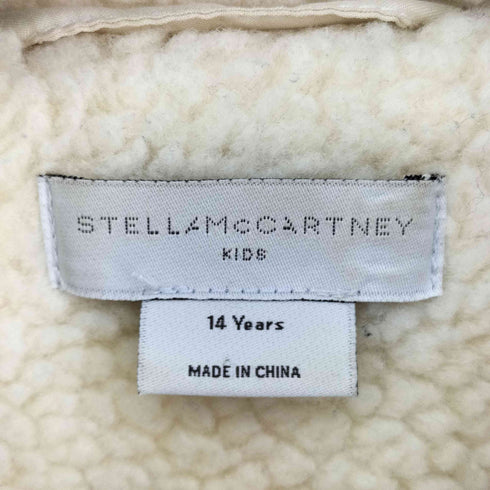 STELLAMcCARTNEY
KIDS
14 Years
MADE IN CHINA